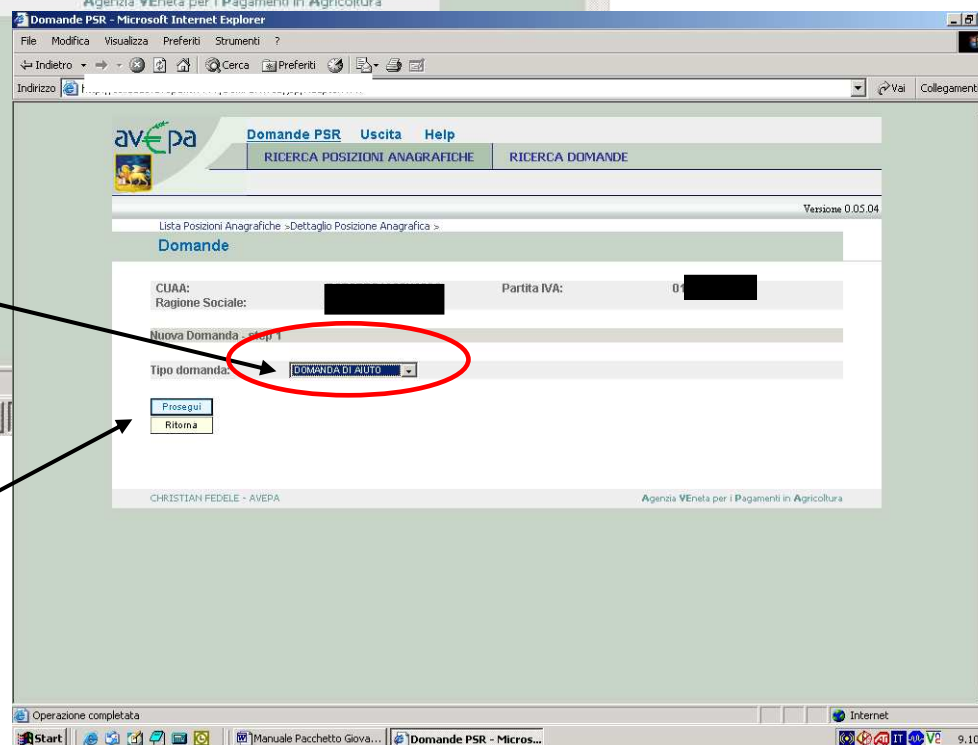 Agenzia VEneta per i Pagamenti in Agricoltura
Domande PSR - Microsoft Internet Explorer
File Modifica Visualizza Preferiti Strumenti ?
Indietro Cerca Preferiti
Indirizzo Vai Collegament
avepa Domande PSR Uscita Help
RICERCA POSIZIONI ANAGRAFICHE RICERCA DOMANDE
Versione 0.05.04
Lista Posizioni Anagrafiche >Dettaglio Posizione Anagrafica >
Domande
CUAA: Partita IVA: 01
Ragione Sociale:
Nuova Domanda - step 1
Tipo domanda: DOMANDA DI AIUTO
Prosegui
Ritorna
CHRISTIAN FEDELE - AVEPA Agenzia VEneta per i Pagamenti in Agricoltura
Operazione completata Internet
Start Manuale Pacchetto Giova... Domande PSR - Micros... IT 9.10